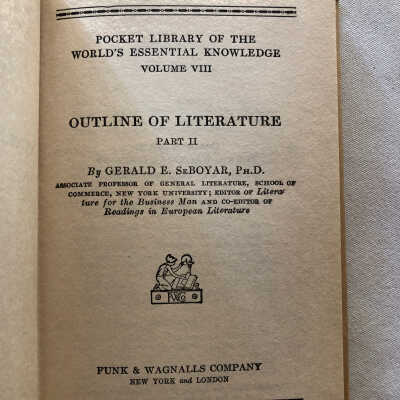 POCKET LIBRARY OF THE
WORLD'S ESSENTIAL KNOWLEDGE
VOLUME VIII
OUTLINE OF LITERATURE
PART II
By GERALD E. SEBOYAR, PH.D.
ASSOCIATE PROFESSOR OF GENERAL LITERATURE, SCHOOL OF
COMMERCE, NEW YORK UNIVERSITY; EDITOR OF Litera-
ture for the Business Man AND CO-EDITOR OF
Readings in European Literature
FUNK & WAGNALLS COMPANY
NEW YORK and LONDON